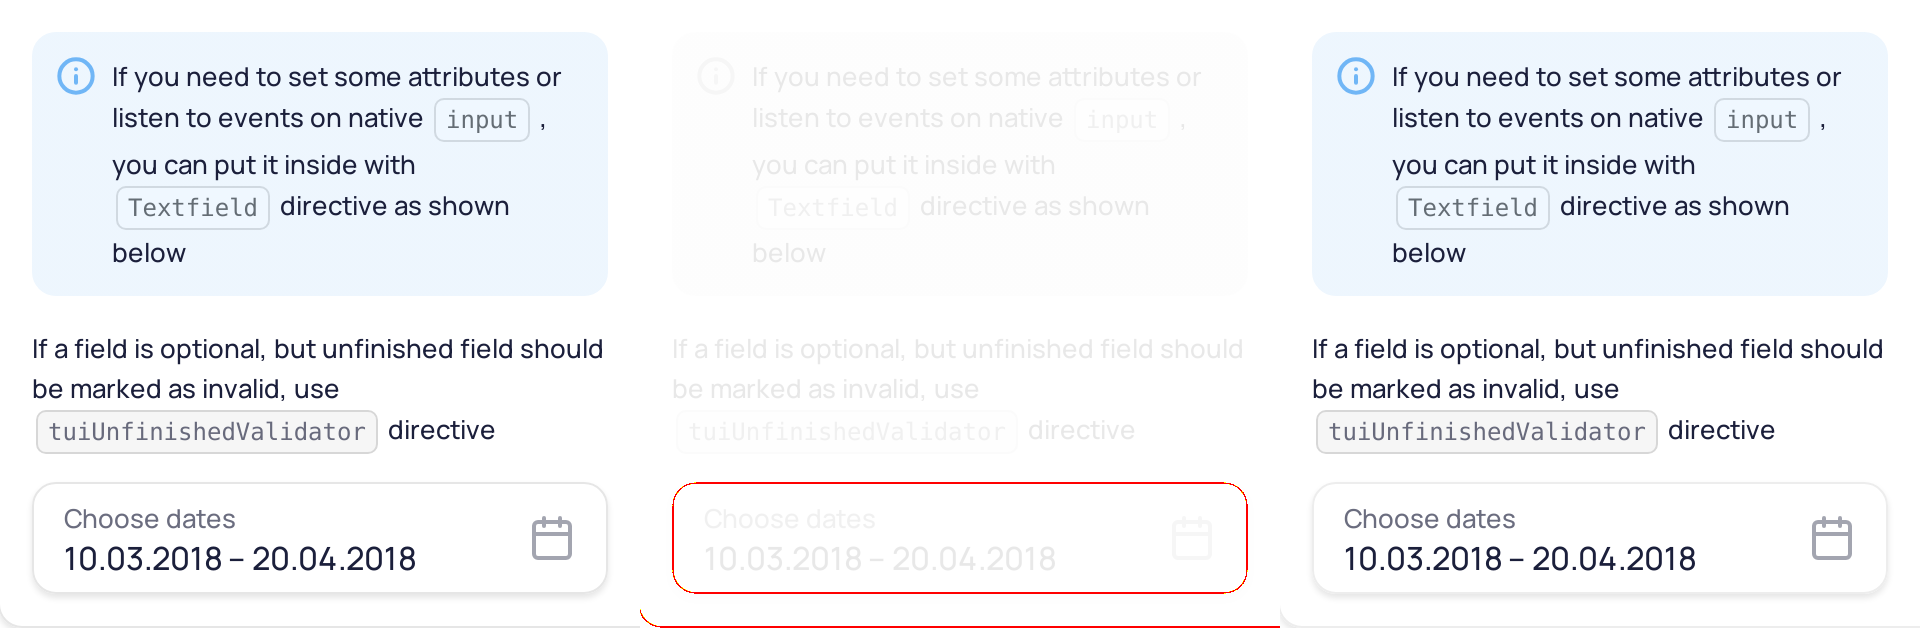 If you need to set some attributes or
listen to events on native input ,
you can put it inside with
Textfield directive as shown
below
If a field is optional, but unfinished field should
be marked as invalid, use
tuiUnfinishedValidator directive
Choose dates
10.03.2018 – 20.04.2018
If you need to set some attributes or
listen to events on native input ,
you can put it inside with
Textfield directive as shown
below
If a field is optional, but unfinished field should
be marked as invalid, use
tuiUnfinishedValidator directive
Choose dates
10.03.2018 – 20.04.2018
If you need to set some attributes or
listen to events on native input ,
you can put it inside with
Textfield directive as shown
below
If a field is optional, but unfinished field should
be marked as invalid, use
tuiUnfinishedValidator directive
Choose dates
10.03.2018 – 20.04.2018